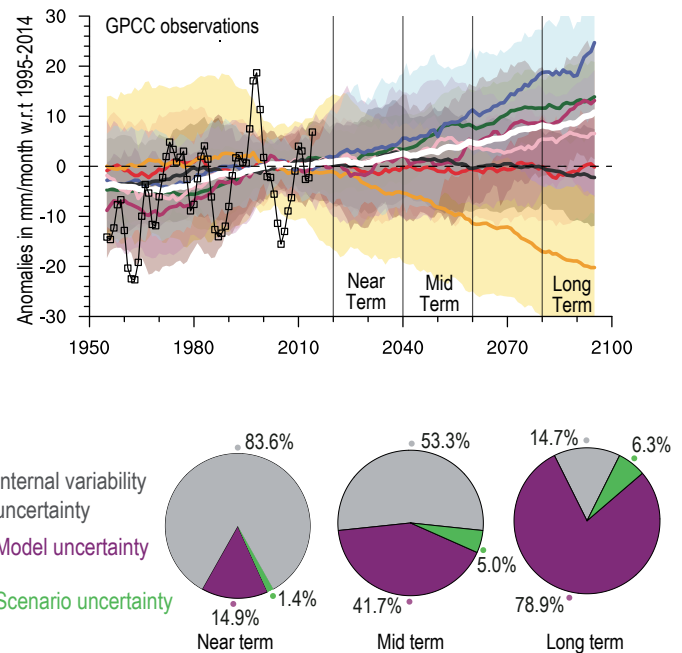 GPCC observations
Anomalies in mm/month w.r.t 1995-2014
30
20
10
0
-10
-20
-30
Near
Term
Mid
Term
Long
Term
1950
1980
2010
2040
2070
2100
nternal variability
uncertainty
Model uncertainty
Scenario uncertainty
83.6%
14.9%
1.4%
Near term
53.3%
5.0%
41.7%
Mid term
14.7%
6.3%
78.9%
Long term